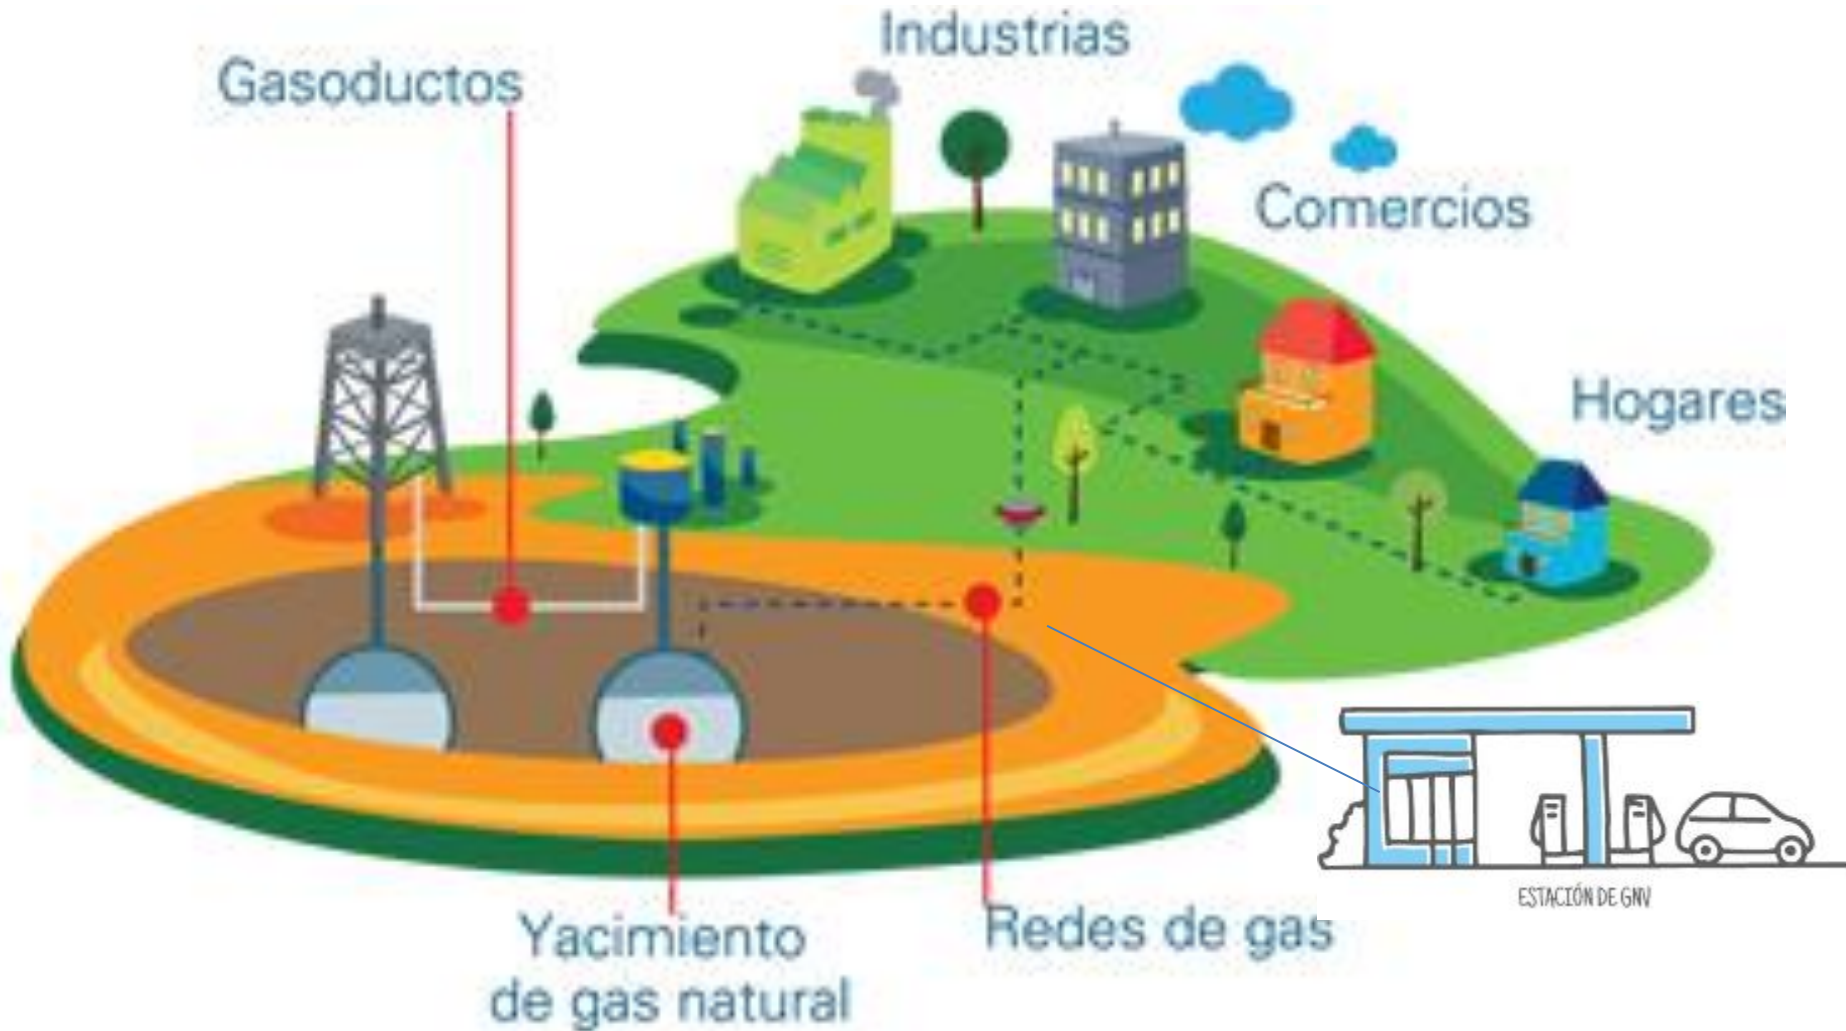 Industrias
Gasoductos
Comercios
Hogares
ESTACIÓN DE GNV
Redes de gas
Yacimiento
de gas natural